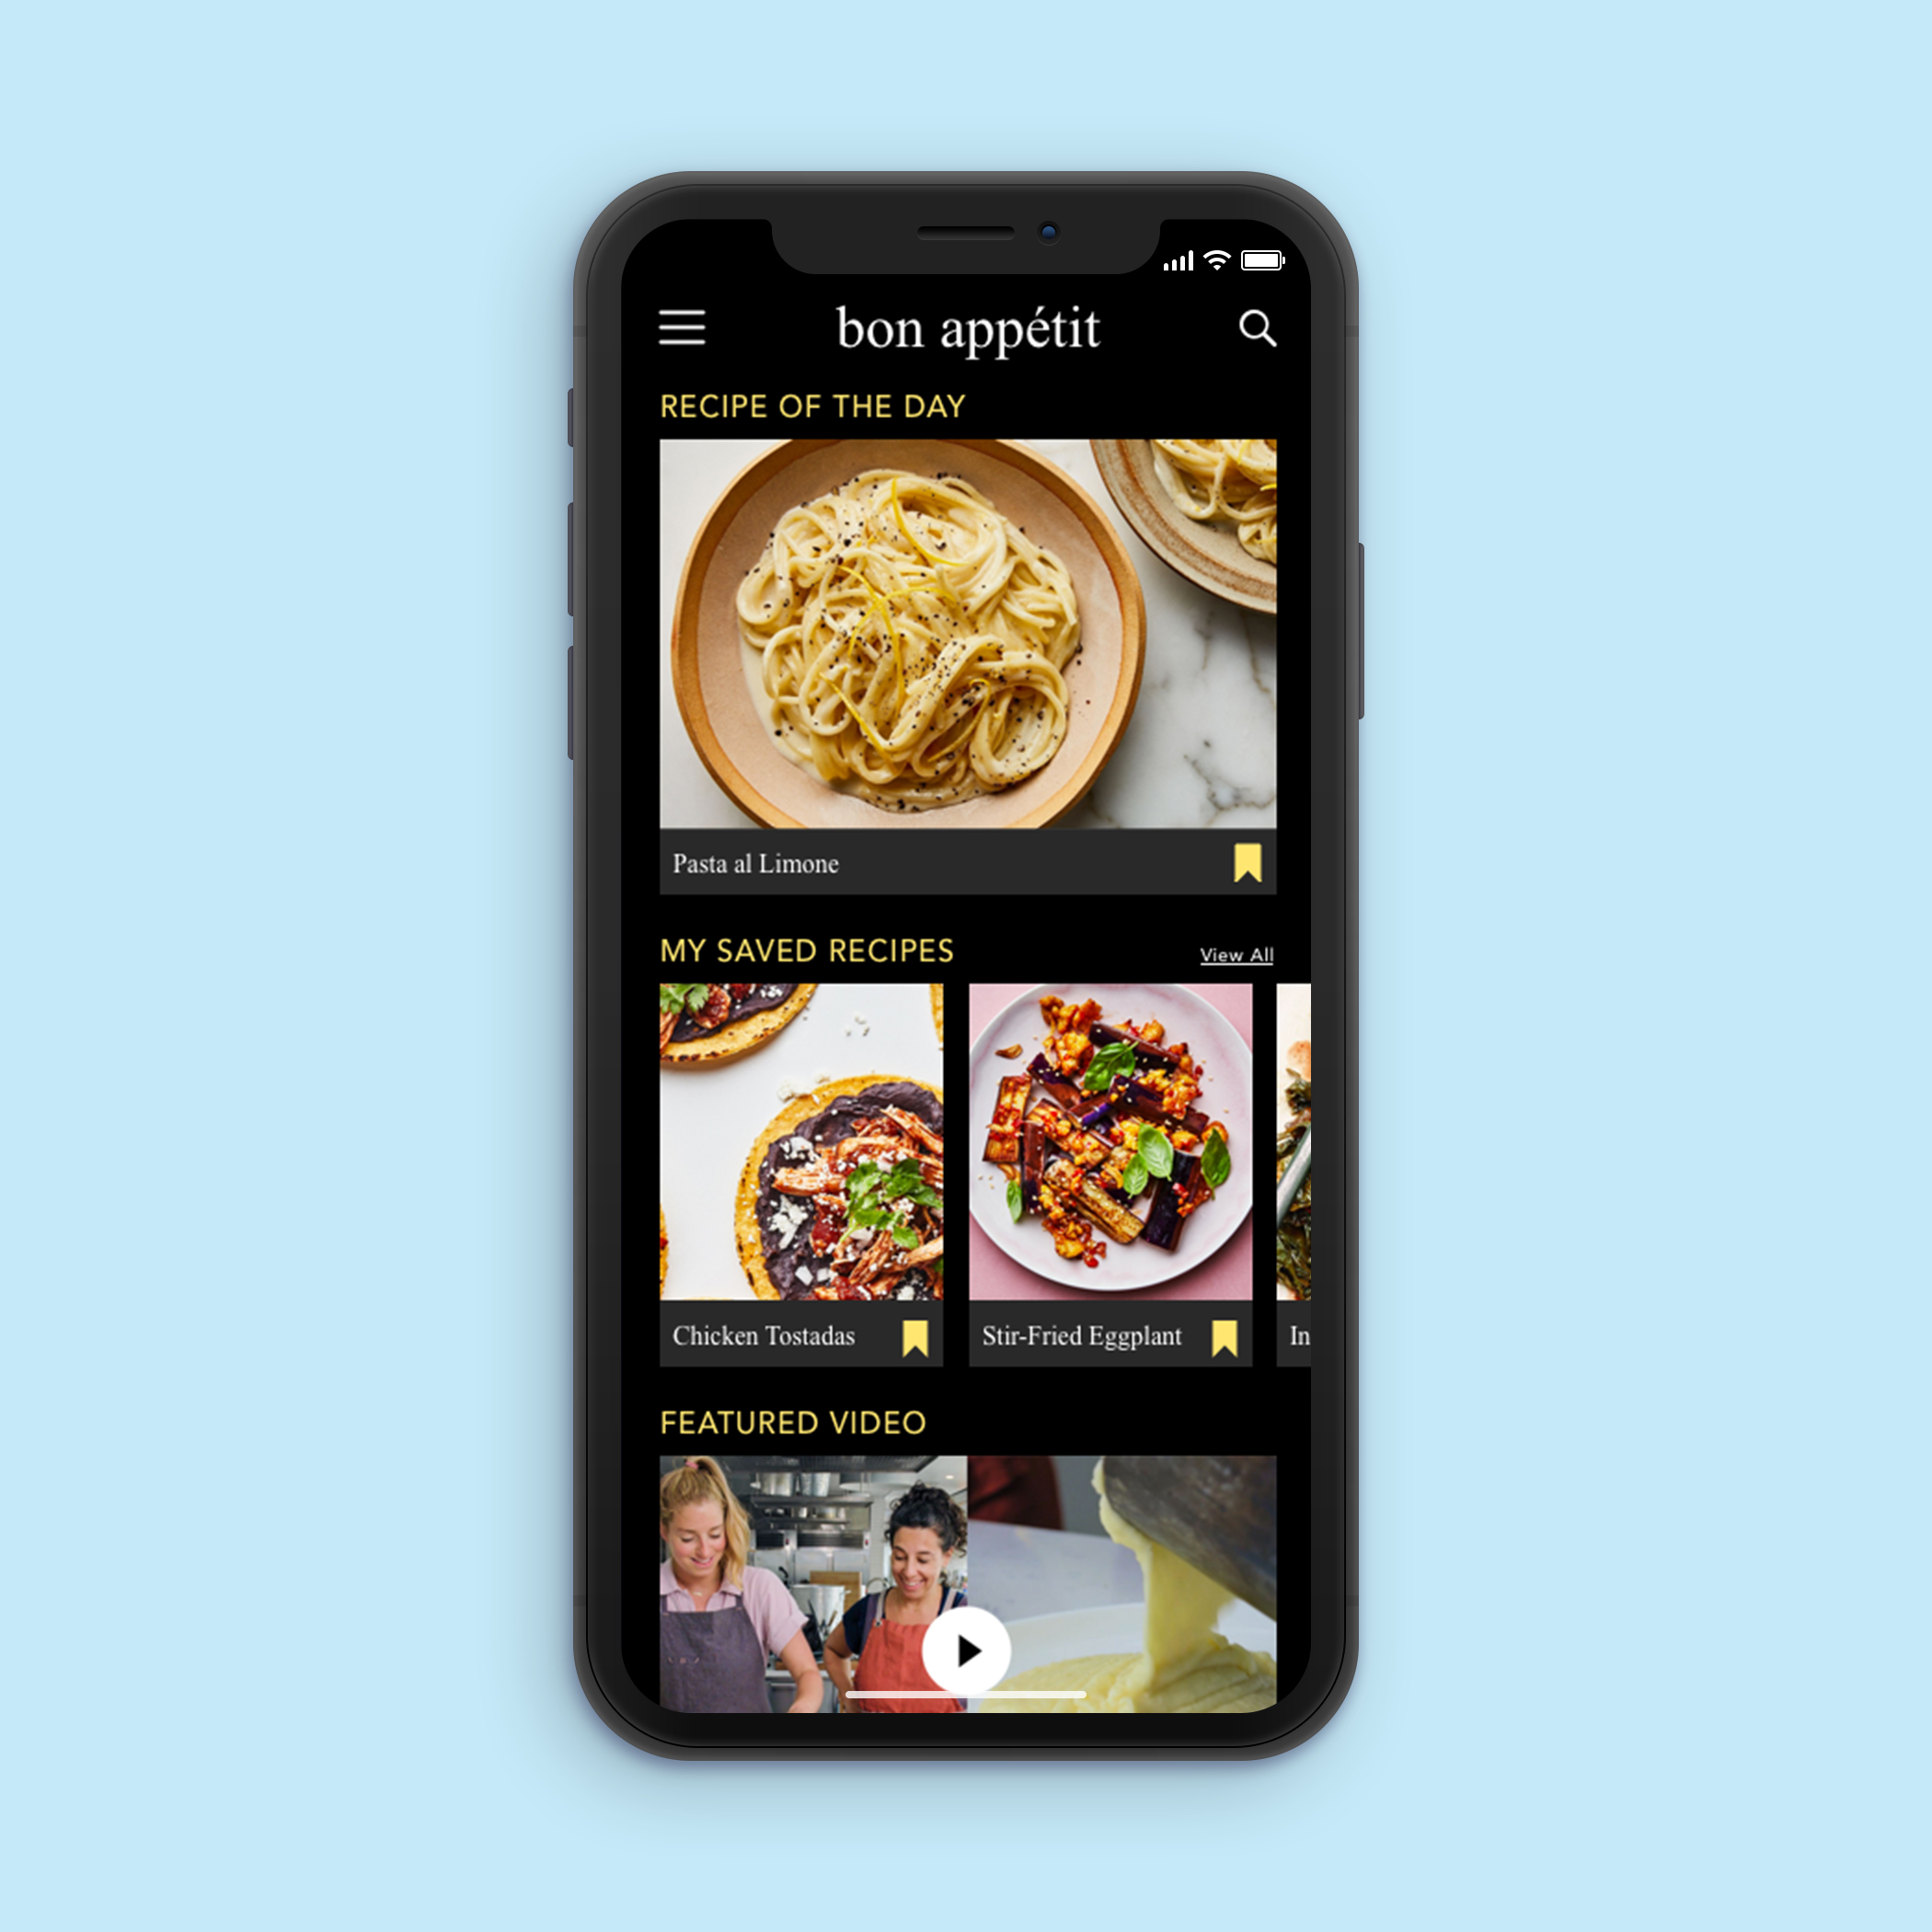 bon appétit
RECIPE OF THE DAY
Pasta al Limone
MY SAVED RECIPES
View All
Chicken Tostadas
Stir-Fried Eggplant
In
FEATURED VIDEO